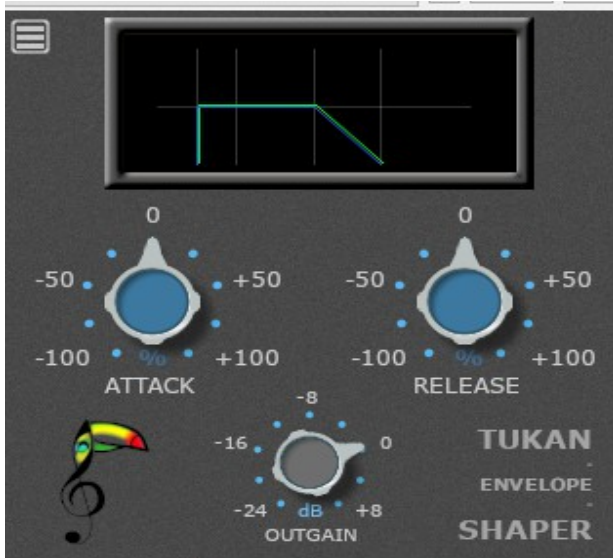 0 0
-50 +50 -50 +50
-100 % +100 -100 % +100
ATTACK RELEASE
-8
-16 0 TUKAN
-
ENVELOPE
-
-24 dB +8
OUTGAIN SHAPER